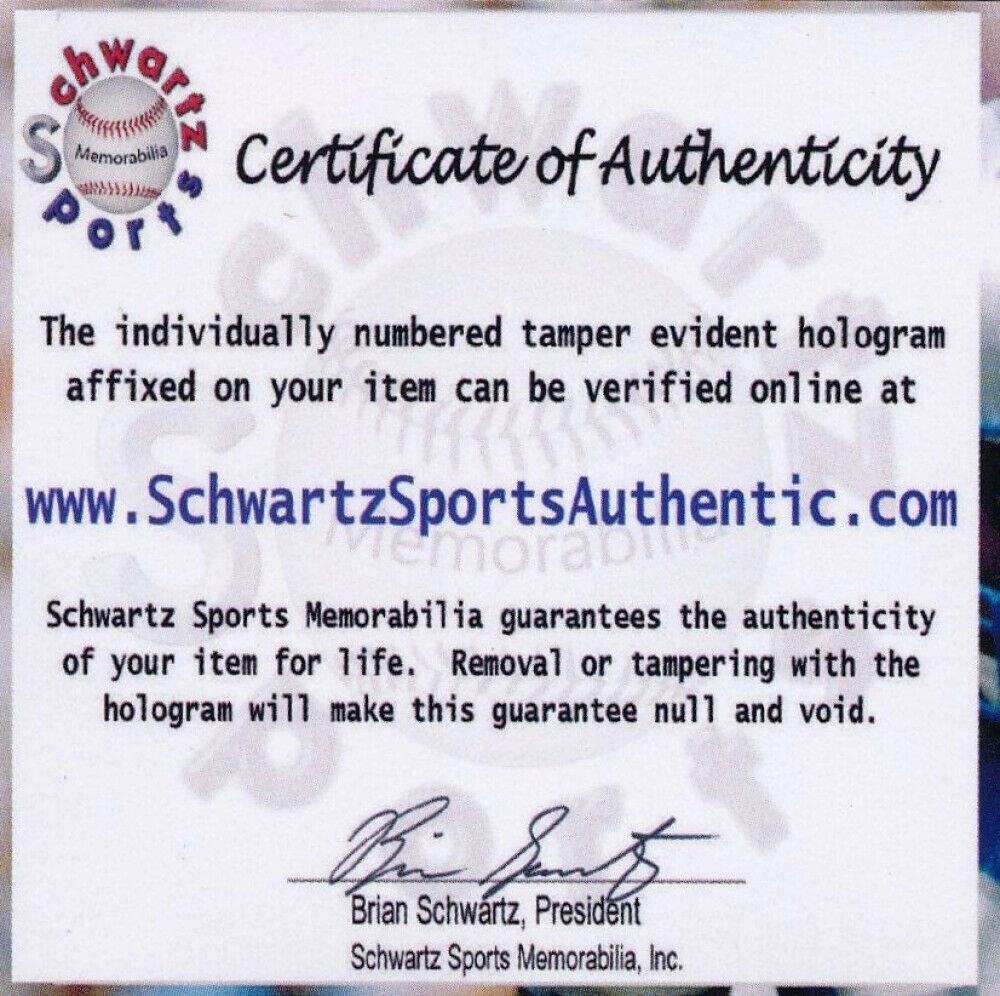 Schwartz
Sports
Memorabilia
Certificate of Authenticity
The individually numbered tamper evident hologram
affixed on your item can be verified online at
www.SchwartzSportsAuthentic.com
Schwartz Sports Memorabilia guarantees the authenticity
of your item for life. Removal or tampering with the
hologram will make this guarantee null and void.
Brian Schwartz
Brian Schwartz, President
Schwartz Sports Memorabilia, Inc.